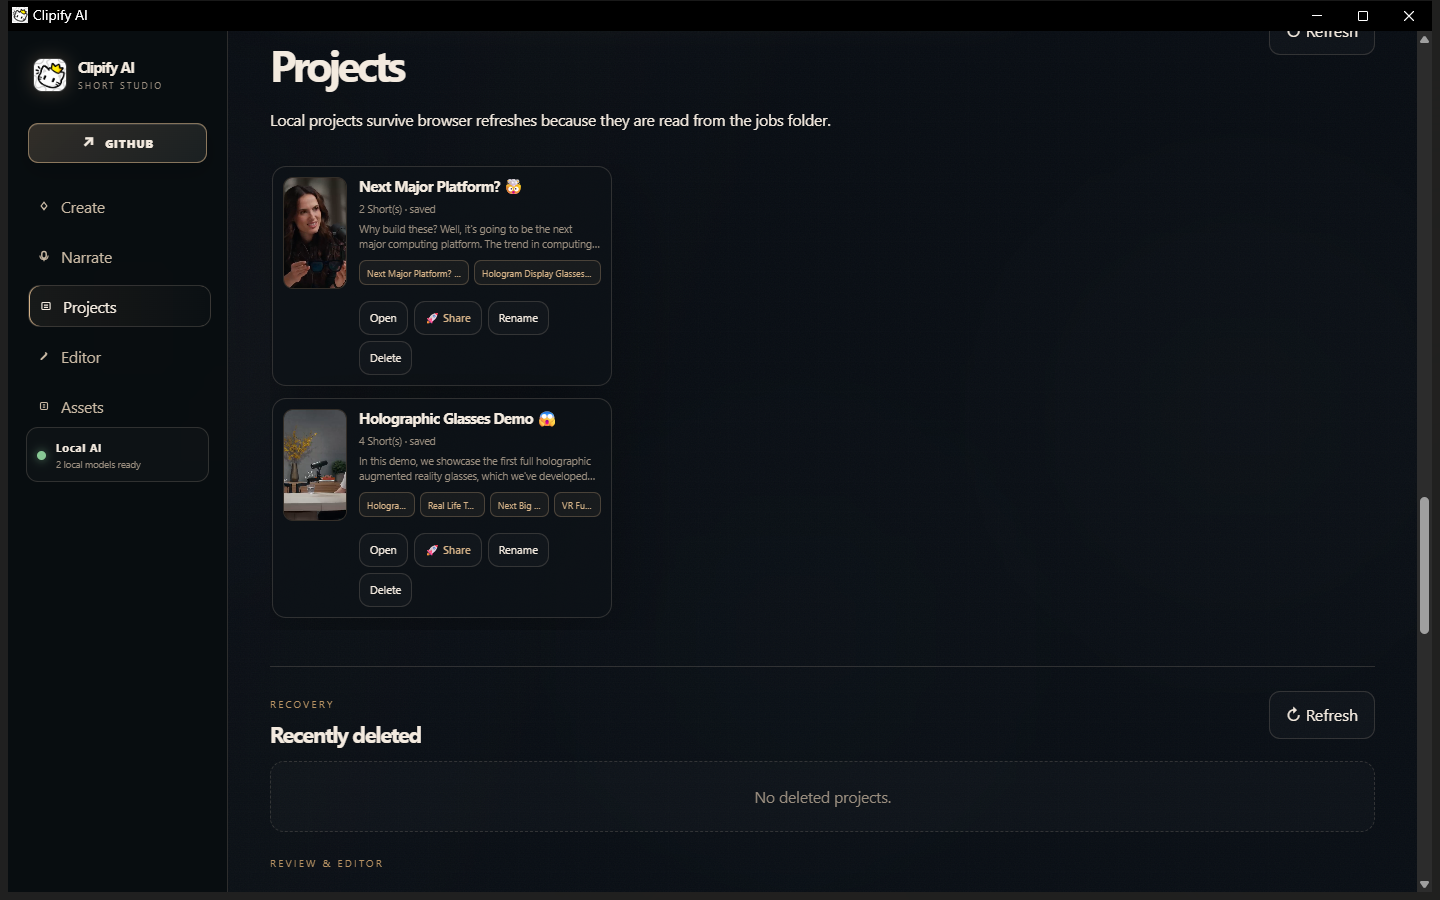 Clipify AI
Clipify AI
SHORT STUDIO
GITHUB
Create
Narrate
Projects
Editor
Assets
Local AI
2 local models ready
Refresh
Projects
Local projects survive browser refreshes because they are read from the jobs folder.
Next Major Platform? 🤯
2 Short(s) · saved
Why build these? Well, it's going to be the next
major computing platform. The trend in computing...
Next Major Platform? ...
Hologram Display Glasses...
Open
🚀 Share
Rename
Delete
Holographic Glasses Demo 😱
4 Short(s) · saved
In this demo, we showcase the first full holographic
augmented reality glasses, which we've developed...
Hologra...
Real Life T...
Next Big ...
VR Fu...
Open
🚀 Share
Rename
Delete
RECOVERY
Recently deleted
Refresh
No deleted projects.
REVIEW & EDITOR